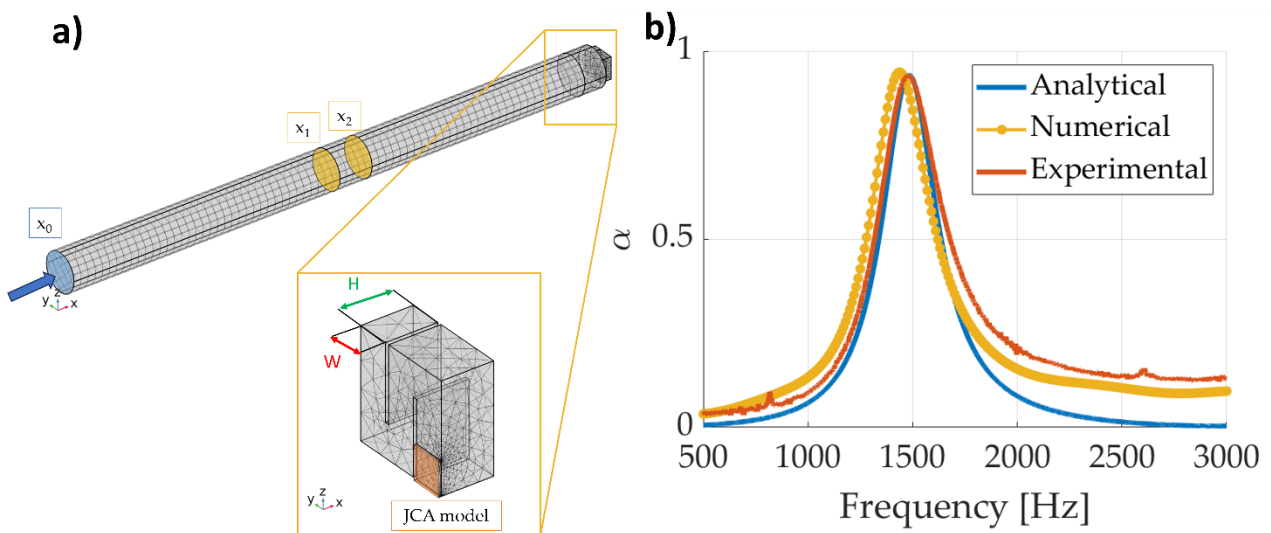 a)
x₀
x₁
x₂
y z x
H
W
y z x
JCA model
b)
α
1
0.5
0
Analytical
Numerical
Experimental
500 1000 1500 2000 2500 3000
Frequency [Hz]